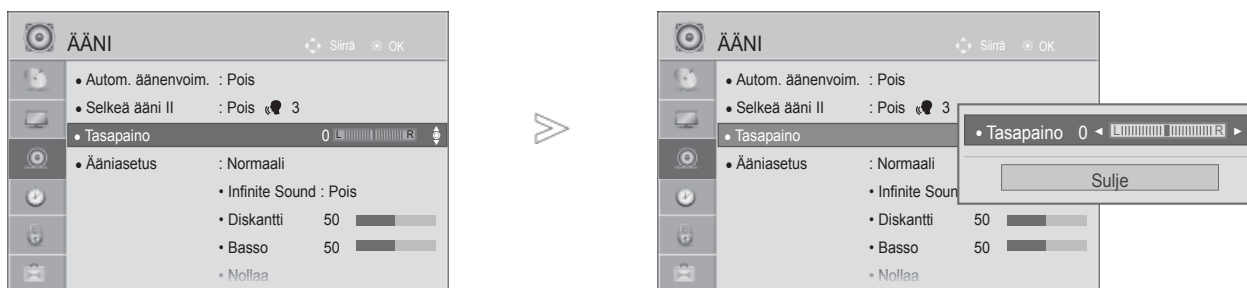 ÄÄNI Siirrä OK
• Autom. äänenvoim. : Pois
• Selkeä ääni II : Pois 3
• Tasapaino 0 L R
• Ääniasetus : Normaali
• Infinite Sound : Pois
• Diskantti 50
• Basso 50
• Nollaa
>
ÄÄNI Siirrä OK
• Autom. äänenvoim. : Pois
• Selkeä ääni II : Pois 3
• Tasapaino
• Ääniasetus : Normaali
• Infinite Soun
• Diskantti 50
• Basso 50
• Nollaa
• Tasapaino 0 ◄ L R ►
Sulje